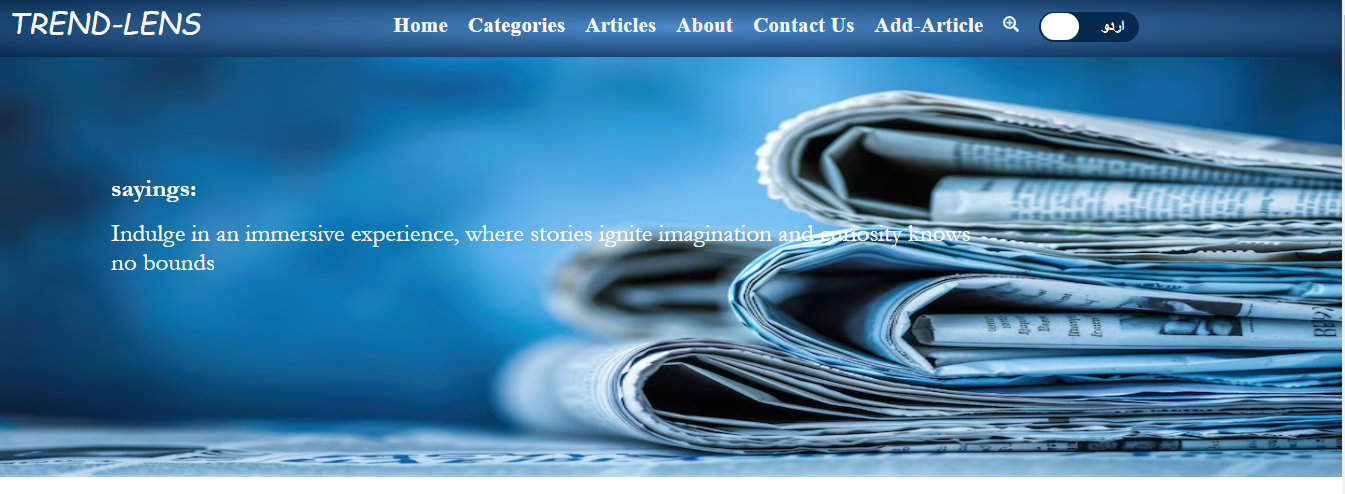 TREND-LENS
Home Categories Articles About Contact Us Add-Article اردو
sayings:
Indulge in an immersive experience, where stories ignite imagination and curiosity knows
no bounds